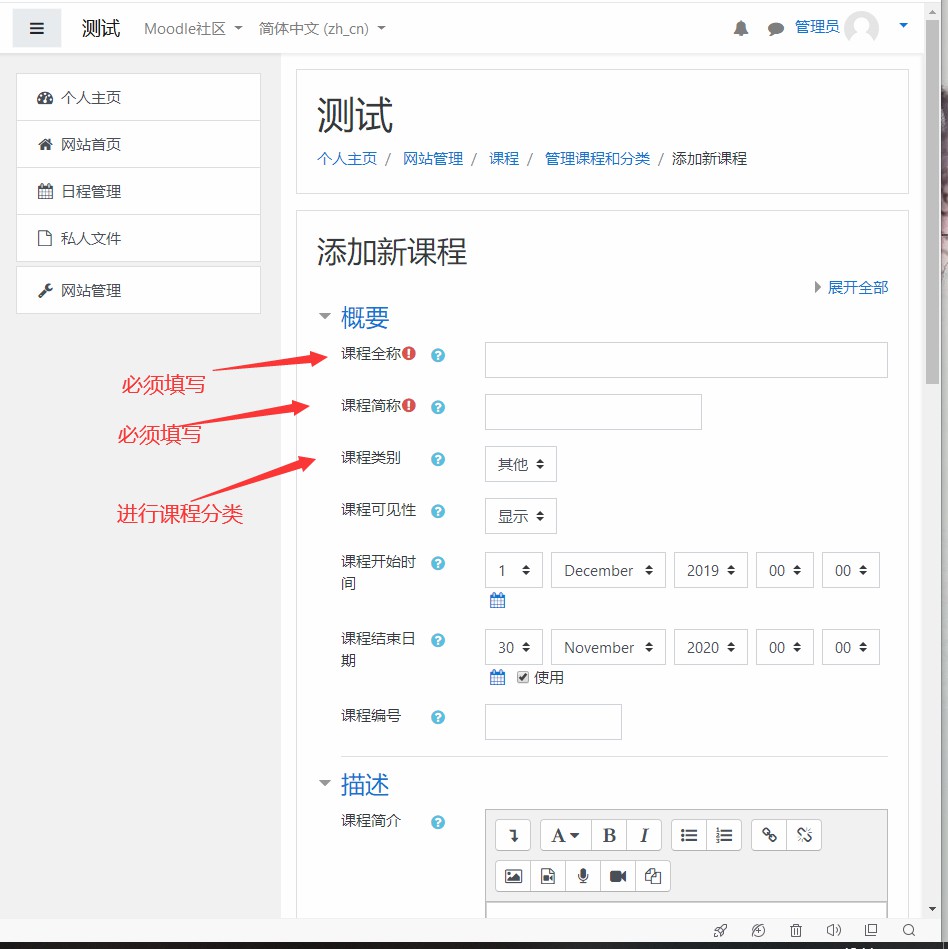 测试 Moodle社区 简体中文 (zh_cn) 管理员
个人主页
网站首页
日程管理
私人文件
网站管理
测试
个人主页 / 网站管理 / 课程 / 管理课程和分类 / 添加新课程
添加新课程
展开全部
概要
课程全称
必须填写
课程简称
必须填写
课程类别 其他
进行课程分类
课程可见性 显示
课程开始时
间
1 December 2019 00 00
课程结束日
期
30 November 2020 00 00
使用
课程编号
描述
课程简介
A B I